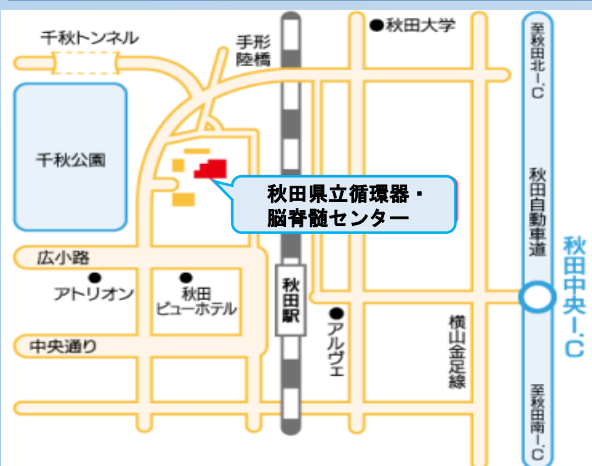 千秋トンネル
手形
陸橋
●秋田大学
至秋田北I.C
千秋公園
秋田県立循環器・
脳脊髄センター
秋田自動車道
秋田中央I.C
広小路
アトリオン
秋田
ビューホテル
秋田駅
アルヴェ
横山金足線
中央通り
至秋田南I.C